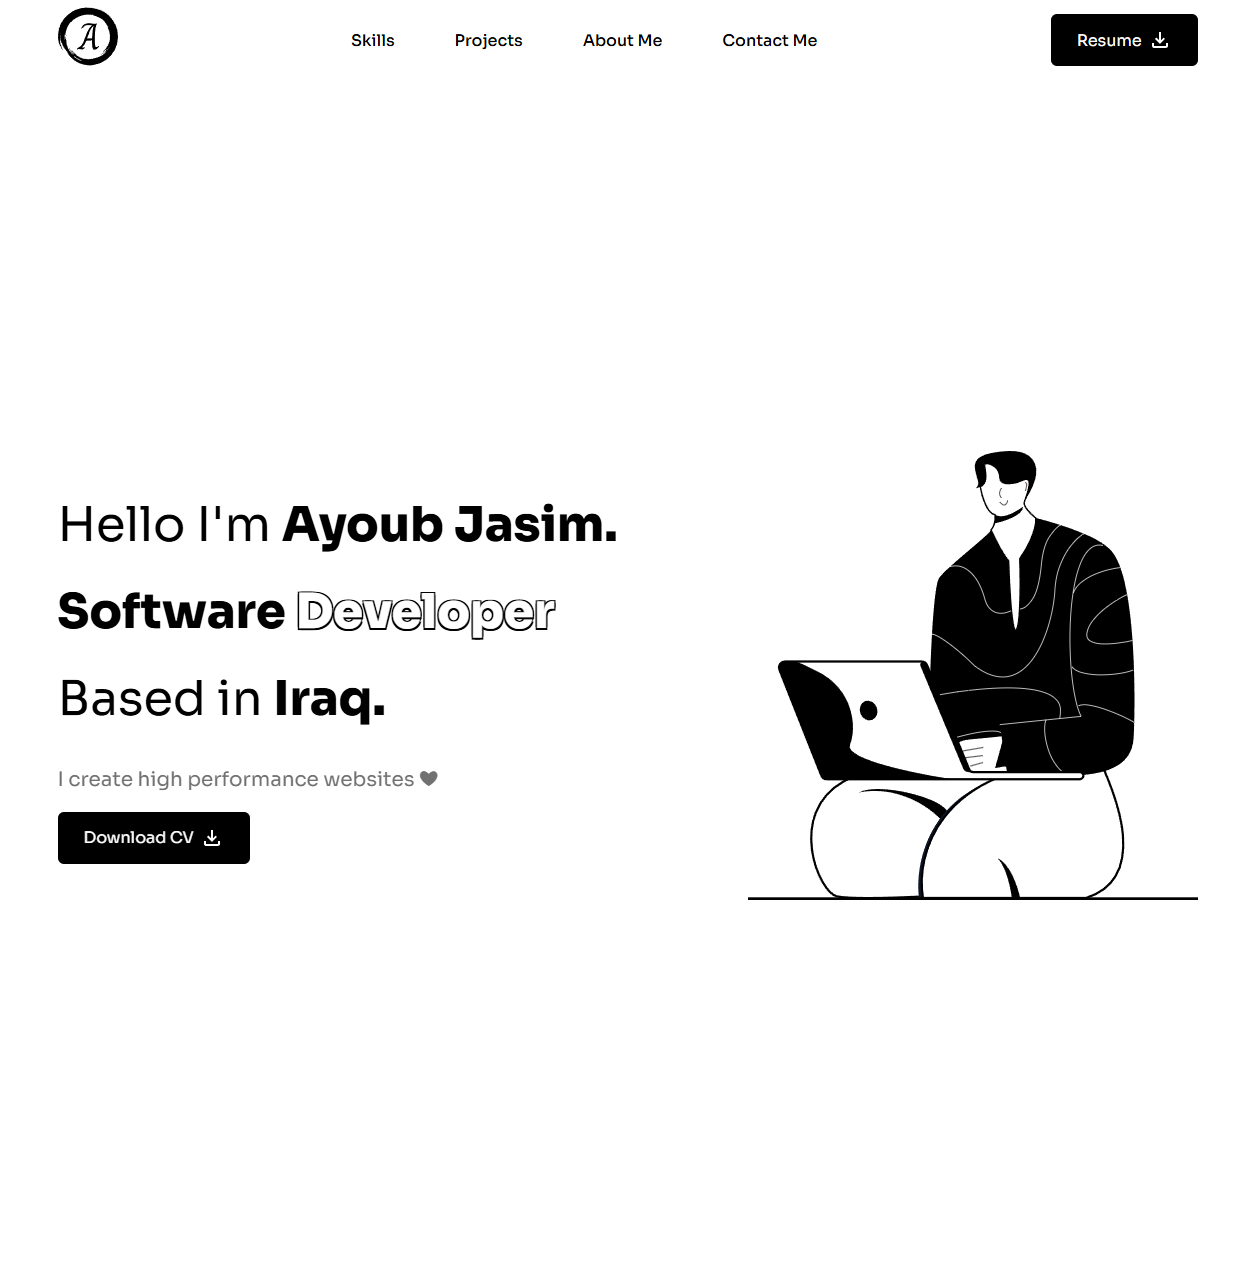 A
Skills
Projects
About Me
Contact Me
Resume
Hello I'm Ayoub Jasim.
Software Developer
Based in Iraq.
I create high performance websites 🖤
Download CV